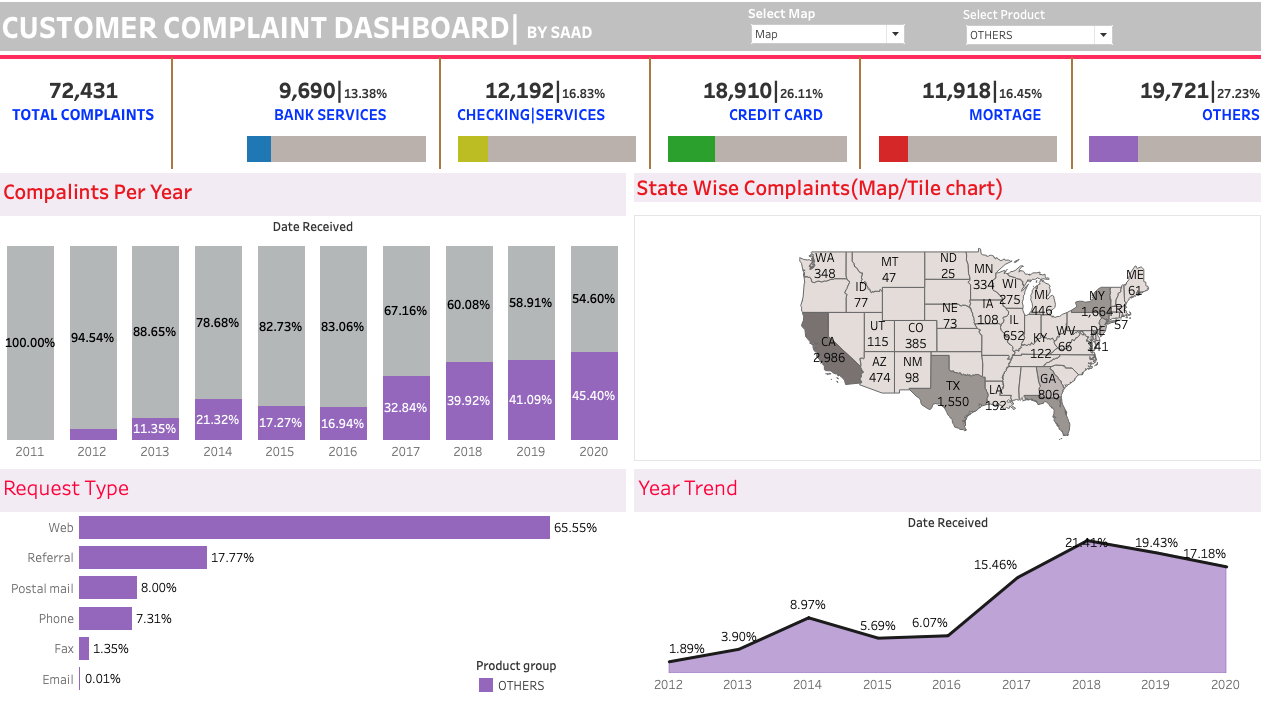 CUSTOMER COMPLAINT DASHBOARD| BY SAAD
Select Map
Map
Select Product
OTHERS
72,431
TOTAL COMPLAINTS
9,690|13.38%
BANK SERVICES
12,192|16.83%
CHECKING|SERVICES
18,910|26.11%
CREDIT CARD
11,918|16.45%
MORTAGE
19,721|27.23%
OTHERS
Compalints Per Year
Date Received
100.00%
94.54%
88.65%
78.68%
82.73%
83.06%
67.16%
60.08%
58.91%
54.60%
11.35%
21.32%
17.27%
16.94%
32.84%
39.92%
41.09%
45.40%
2011
2012
2013
2014
2015
2016
2017
2018
2019
2020
State Wise Complaints(Map/Tile chart)
WA
348
MT
47
ND
25
MN
334
WI
275
MI
446
ME
61
NY
1,664
RI
57
ID
77
NE
73
IA
108
IL
652
KY
122
WV
66
DE
141
UT
115
CO
385
CA
2,986
AZ
474
NM
98
TX
1,550
LA
192
GA
806
Request Type
Web
65.55%
Referral
17.77%
Postal mail
8.00%
Phone
7.31%
Fax
1.35%
Email
0.01%
Product group
OTHERS
Year Trend
Date Received
1.89%
3.90%
8.97%
5.69%
6.07%
15.46%
21.41%
19.43%
17.18%
2012
2013
2014
2015
2016
2017
2018
2019
2020